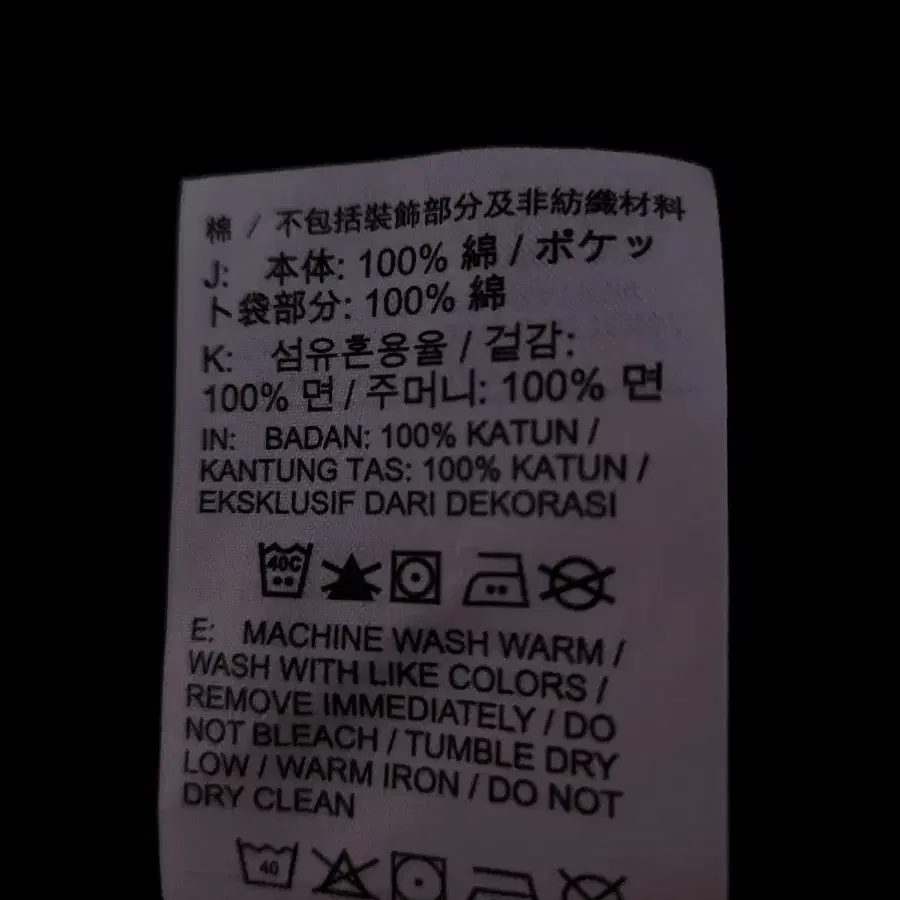 棉 / 不包括裝飾部分及非紡織材料
J: 本体: 100% 綿 / ポケッ
ト袋部分: 100% 綿
K: 섬유혼용율 / 겉감:
100% 면 / 주머니: 100% 면
IN: BADAN: 100% KATUN /
KANTUNG TAS: 100% KATUN /
EKSKLUSIF DARI DEKORASI
40C
E: MACHINE WASH WARM /
WASH WITH LIKE COLORS /
REMOVE IMMEDIATELY / DO
NOT BLEACH / TUMBLE DRY
LOW / WARM IRON / DO NOT
DRY CLEAN
40